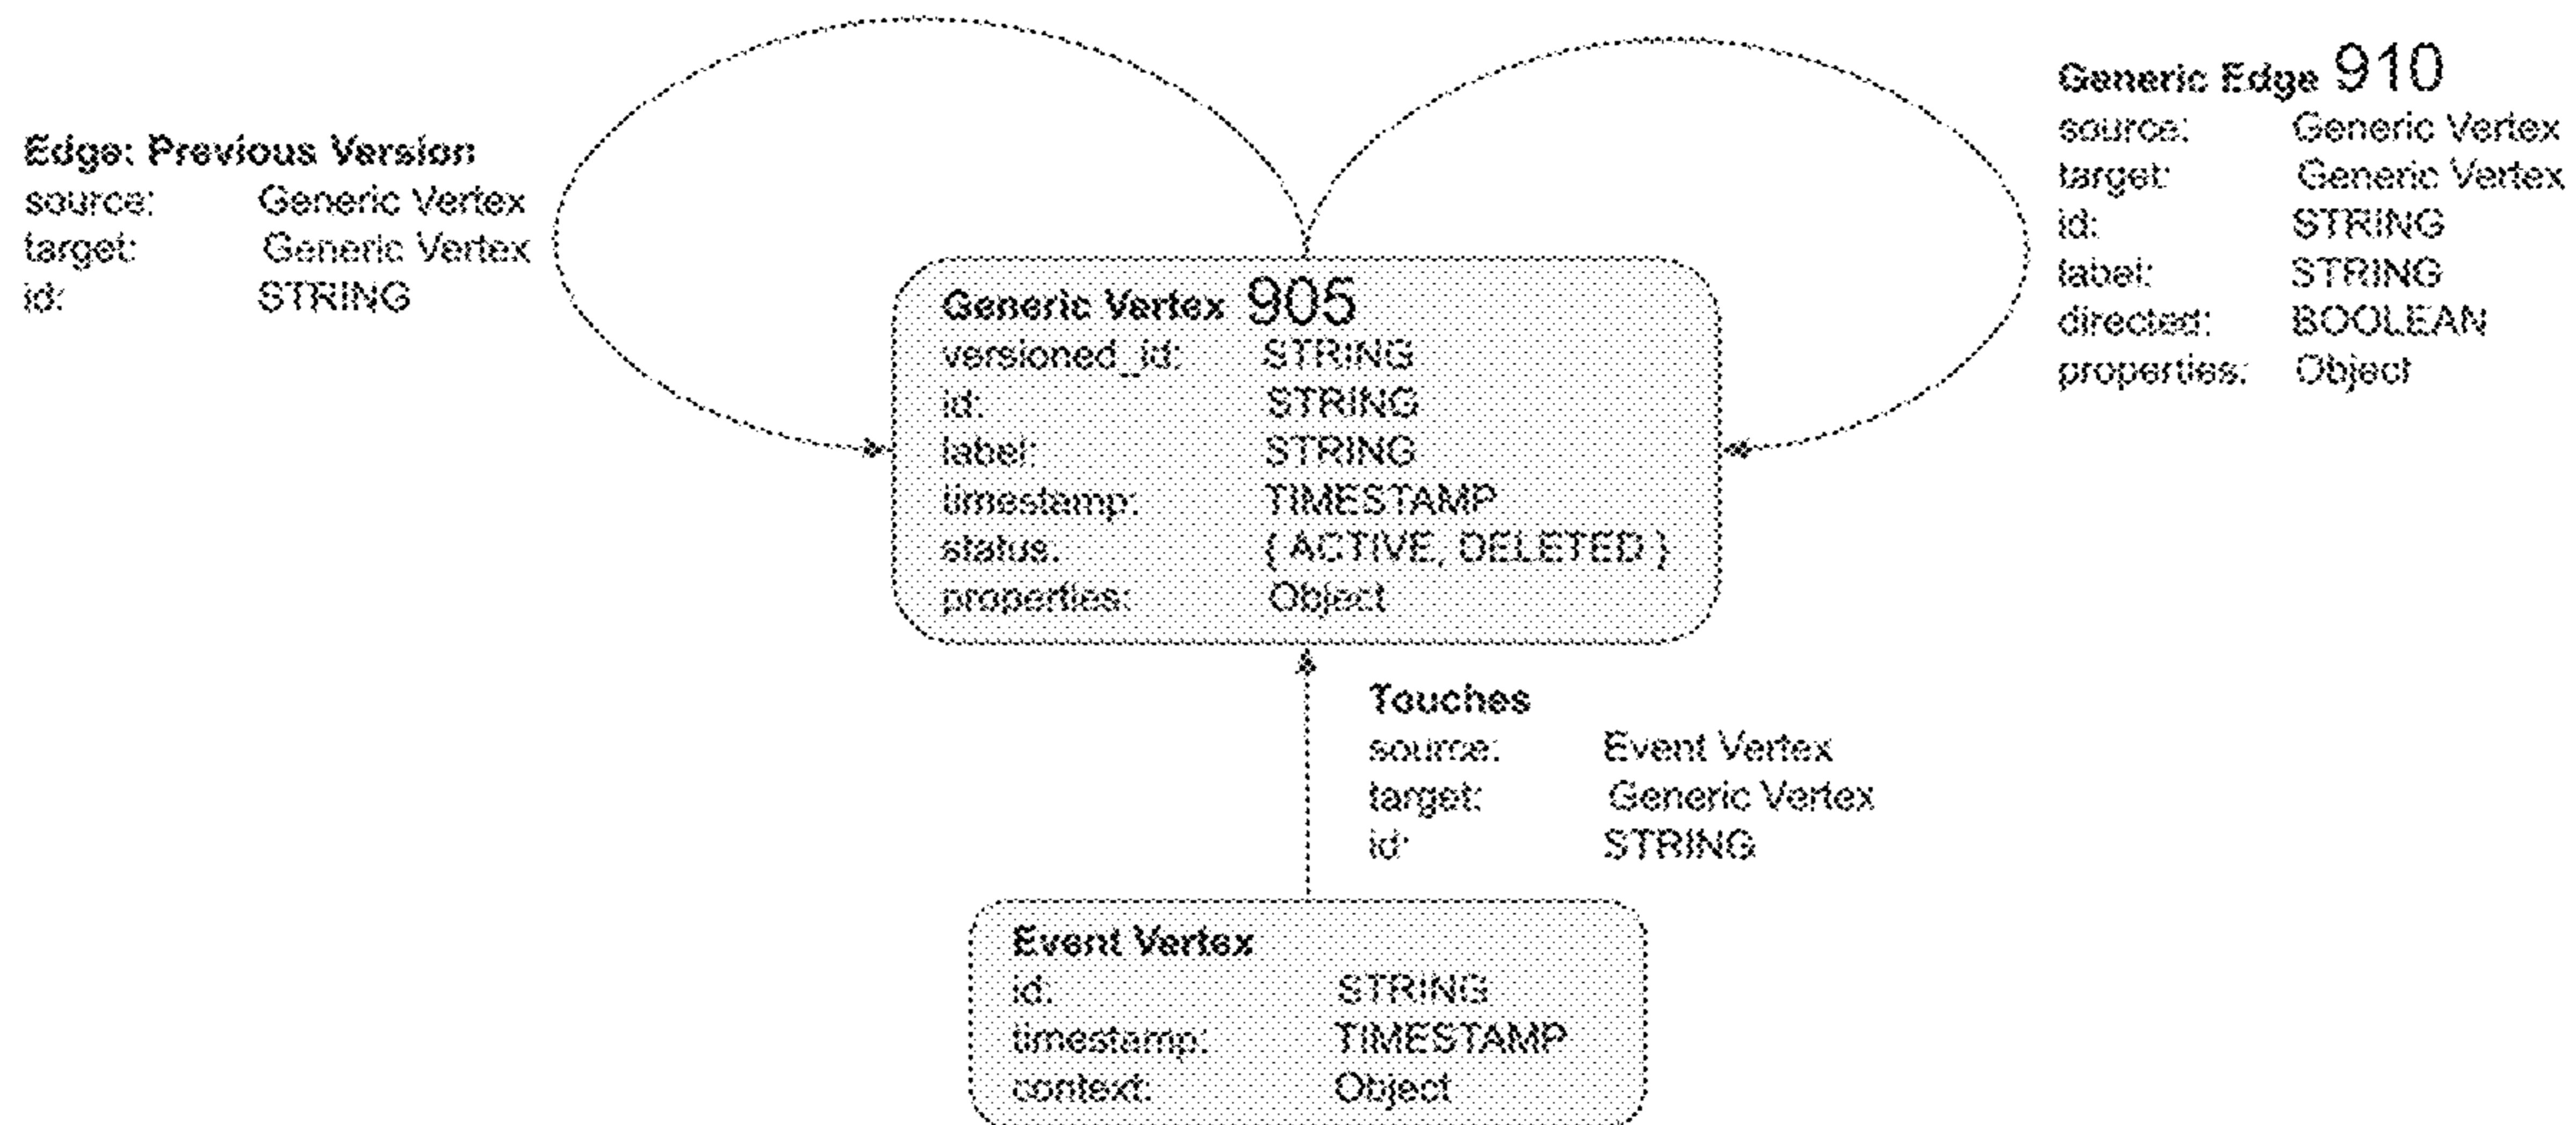 Edge: Previous Version
source: Generic Vertex
target: Generic Vertex
id: STRING
Generic Edge 910
source: Generic Vertex
target: Generic Vertex
id: STRING
label: STRING
directed: BOOLEAN
properties: Object
Generic Vertex 905
versioned_id: STRING
id: STRING
label: STRING
timestamp: TIMESTAMP
status: { ACTIVE, DELETED }
properties: Object
Touches
source: Event Vertex
target: Generic Vertex
id: STRING
Event Vertex
id: STRING
timestamp: TIMESTAMP
context: Object